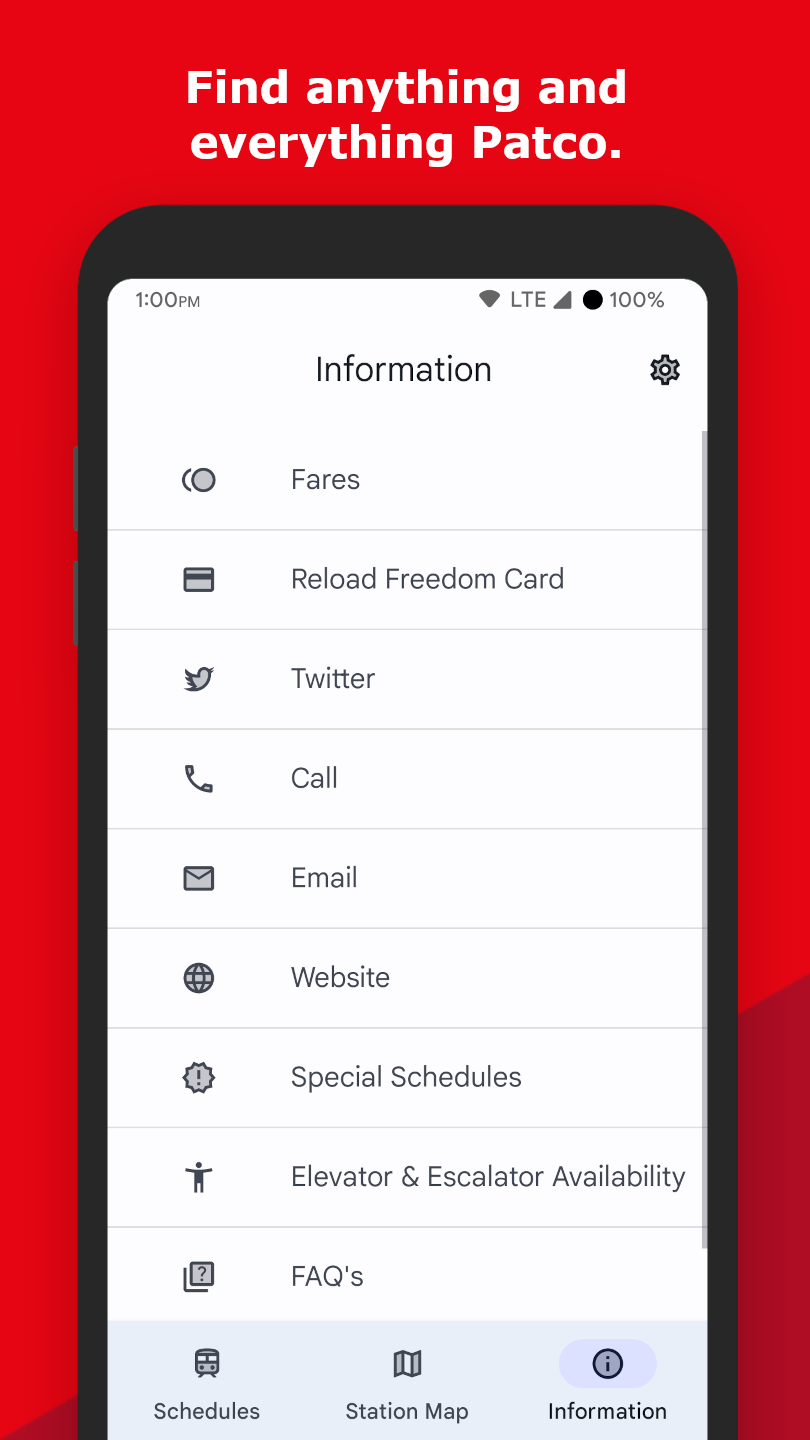 Find anything and
everything Patco.
1:00PM LTE 100%
Information
Fares
Reload Freedom Card
Twitter
Call
Email
Website
Special Schedules
Elevator & Escalator Availability
FAQ's
Schedules Station Map Information